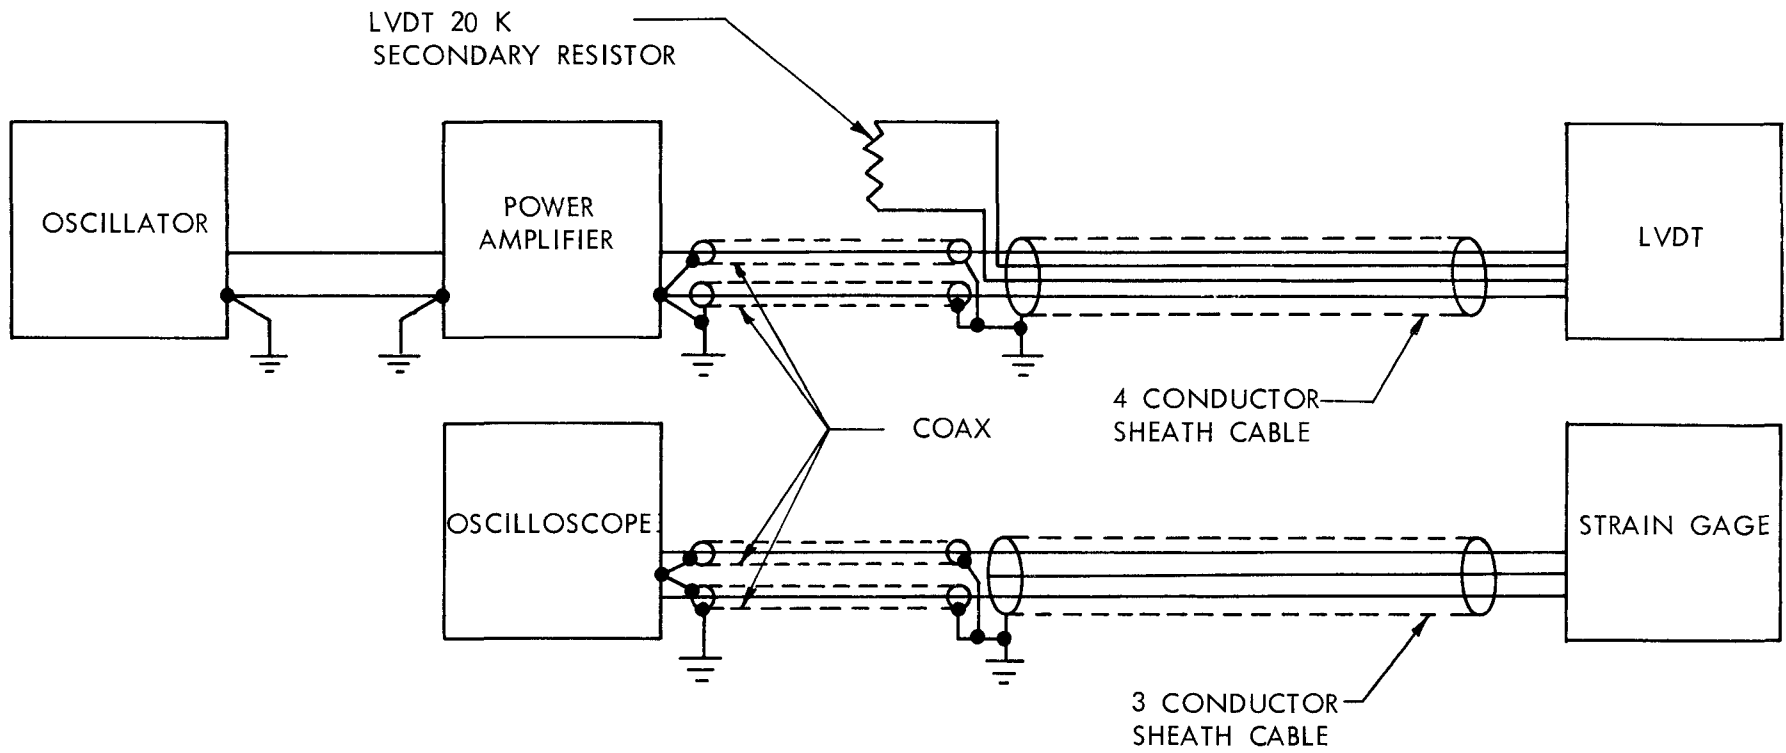 LVDT 20 K
SECONDARY RESISTOR
OSCILLATOR
POWER
AMPLIFIER
LVDT
4 CONDUCTOR
SHEATH CABLE
COAX
OSCILLOSCOPE
STRAIN GAGE
3 CONDUCTOR
SHEATH CABLE